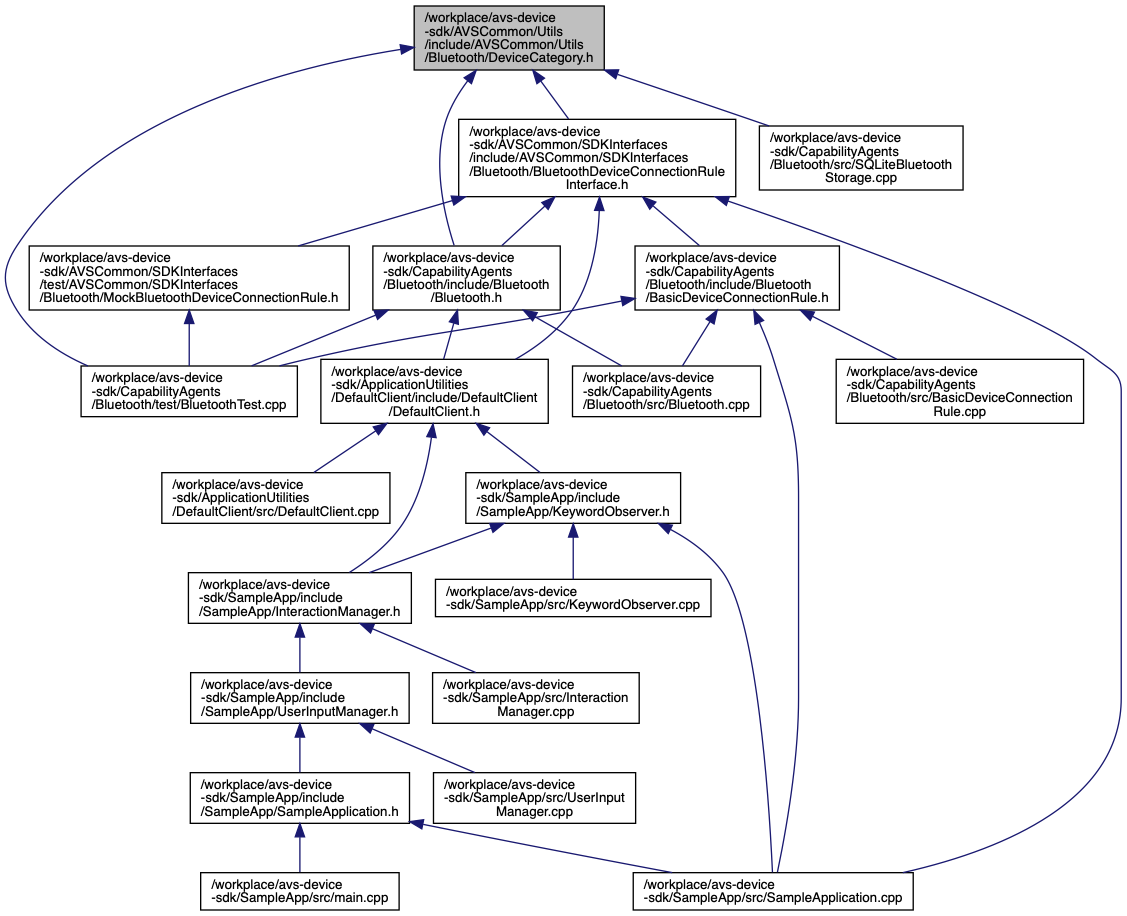 /workplace/avs-device
-sdk/AVSCommon/Utils
/include/AVSCommon/Utils
/Bluetooth/DeviceCategory.h
/workplace/avs-device
-sdk/AVSCommon/SDKInterfaces
/include/AVSCommon/SDKInterfaces
/Bluetooth/BluetoothDeviceConnectionRule
Interface.h
/workplace/avs-device
-sdk/CapabilityAgents
/Bluetooth/src/SQLiteBluetooth
Storage.cpp
/workplace/avs-device
-sdk/AVSCommon/SDKInterfaces
/test/AVSCommon/SDKInterfaces
/Bluetooth/MockBluetoothDeviceConnectionRule.h
/workplace/avs-device
-sdk/CapabilityAgents
/Bluetooth/include/Bluetooth
/Bluetooth.h
/workplace/avs-device
-sdk/CapabilityAgents
/Bluetooth/include/Bluetooth
/BasicDeviceConnectionRule.h
/workplace/avs-device
-sdk/CapabilityAgents
/Bluetooth/test/BluetoothTest.cpp
/workplace/avs-device
-sdk/ApplicationUtilities
/DefaultClient/include/DefaultClient
/DefaultClient.h
/workplace/avs-device
-sdk/CapabilityAgents
/Bluetooth/src/Bluetooth.cpp
/workplace/avs-device
-sdk/CapabilityAgents
/Bluetooth/src/BasicDeviceConnection
Rule.cpp
/workplace/avs-device
-sdk/ApplicationUtilities
/DefaultClient/src/DefaultClient.cpp
/workplace/avs-device
-sdk/SampleApp/include
/SampleApp/KeywordObserver.h
/workplace/avs-device
-sdk/SampleApp/include
/SampleApp/InteractionManager.h
/workplace/avs-device
-sdk/SampleApp/src/KeywordObserver.cpp
/workplace/avs-device
-sdk/SampleApp/include
/SampleApp/UserInputManager.h
/workplace/avs-device
-sdk/SampleApp/src/Interaction
Manager.cpp
/workplace/avs-device
-sdk/SampleApp/include
/SampleApp/SampleApplication.h
/workplace/avs-device
-sdk/SampleApp/src/UserInput
Manager.cpp
/workplace/avs-device
-sdk/SampleApp/src/main.cpp
/workplace/avs-device
-sdk/SampleApp/src/SampleApplication.cpp